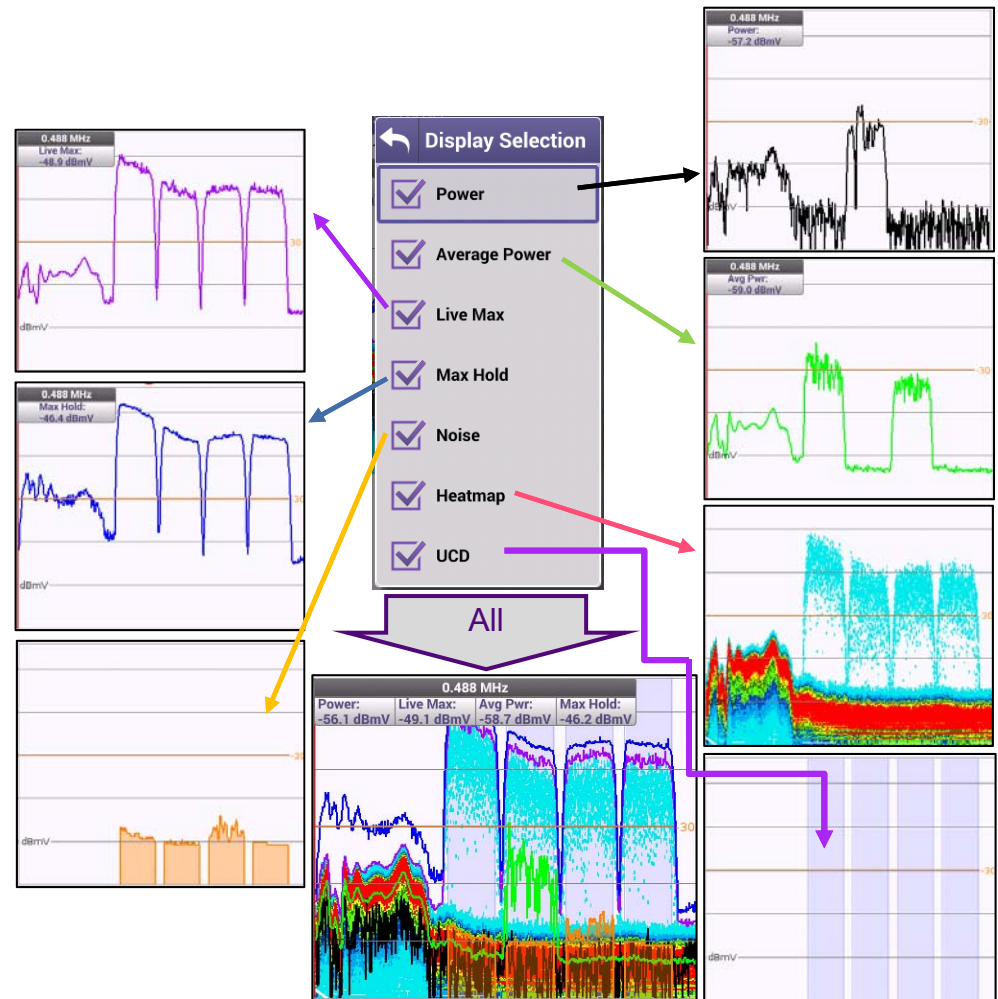 0.488 MHz
Power:
-57.2 dBmV
-30
dBmV
0.488 MHz
Live Max:
-48.9 dBmV
30
dBmV
Display Selection
Power
Average Power
Live Max
Max Hold
Noise
Heatmap
UCD
All
0.488 MHz
Avg Pwr:
-59.0 dBmV
-30
dBmV
0.488 MHz
Max Hold:
-46.4 dBmV
30
dBmV
-30
dBmV
0.488 MHz
Power:
-56.1 dBmV
Live Max:
-49.1 dBmV
Avg Pwr:
-58.7 dBmV
Max Hold:
-46.2 dBmV
30
-30
dBmV